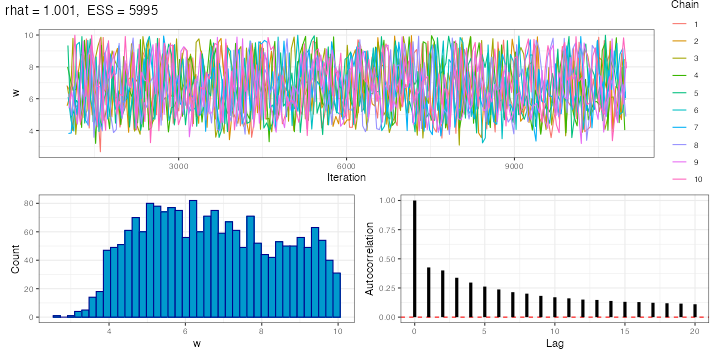 rhat = 1.001, ESS = 5995
Chain
1
2
3
4
5
6
7
8
9
10
w
10
8
6
4
3000 6000 9000
Iteration
Count
80
60
40
20
0
4 6 8 10
w
Autocorrelation
1.00
0.75
0.50
0.25
0.00
0 5 10 15 20
Lag